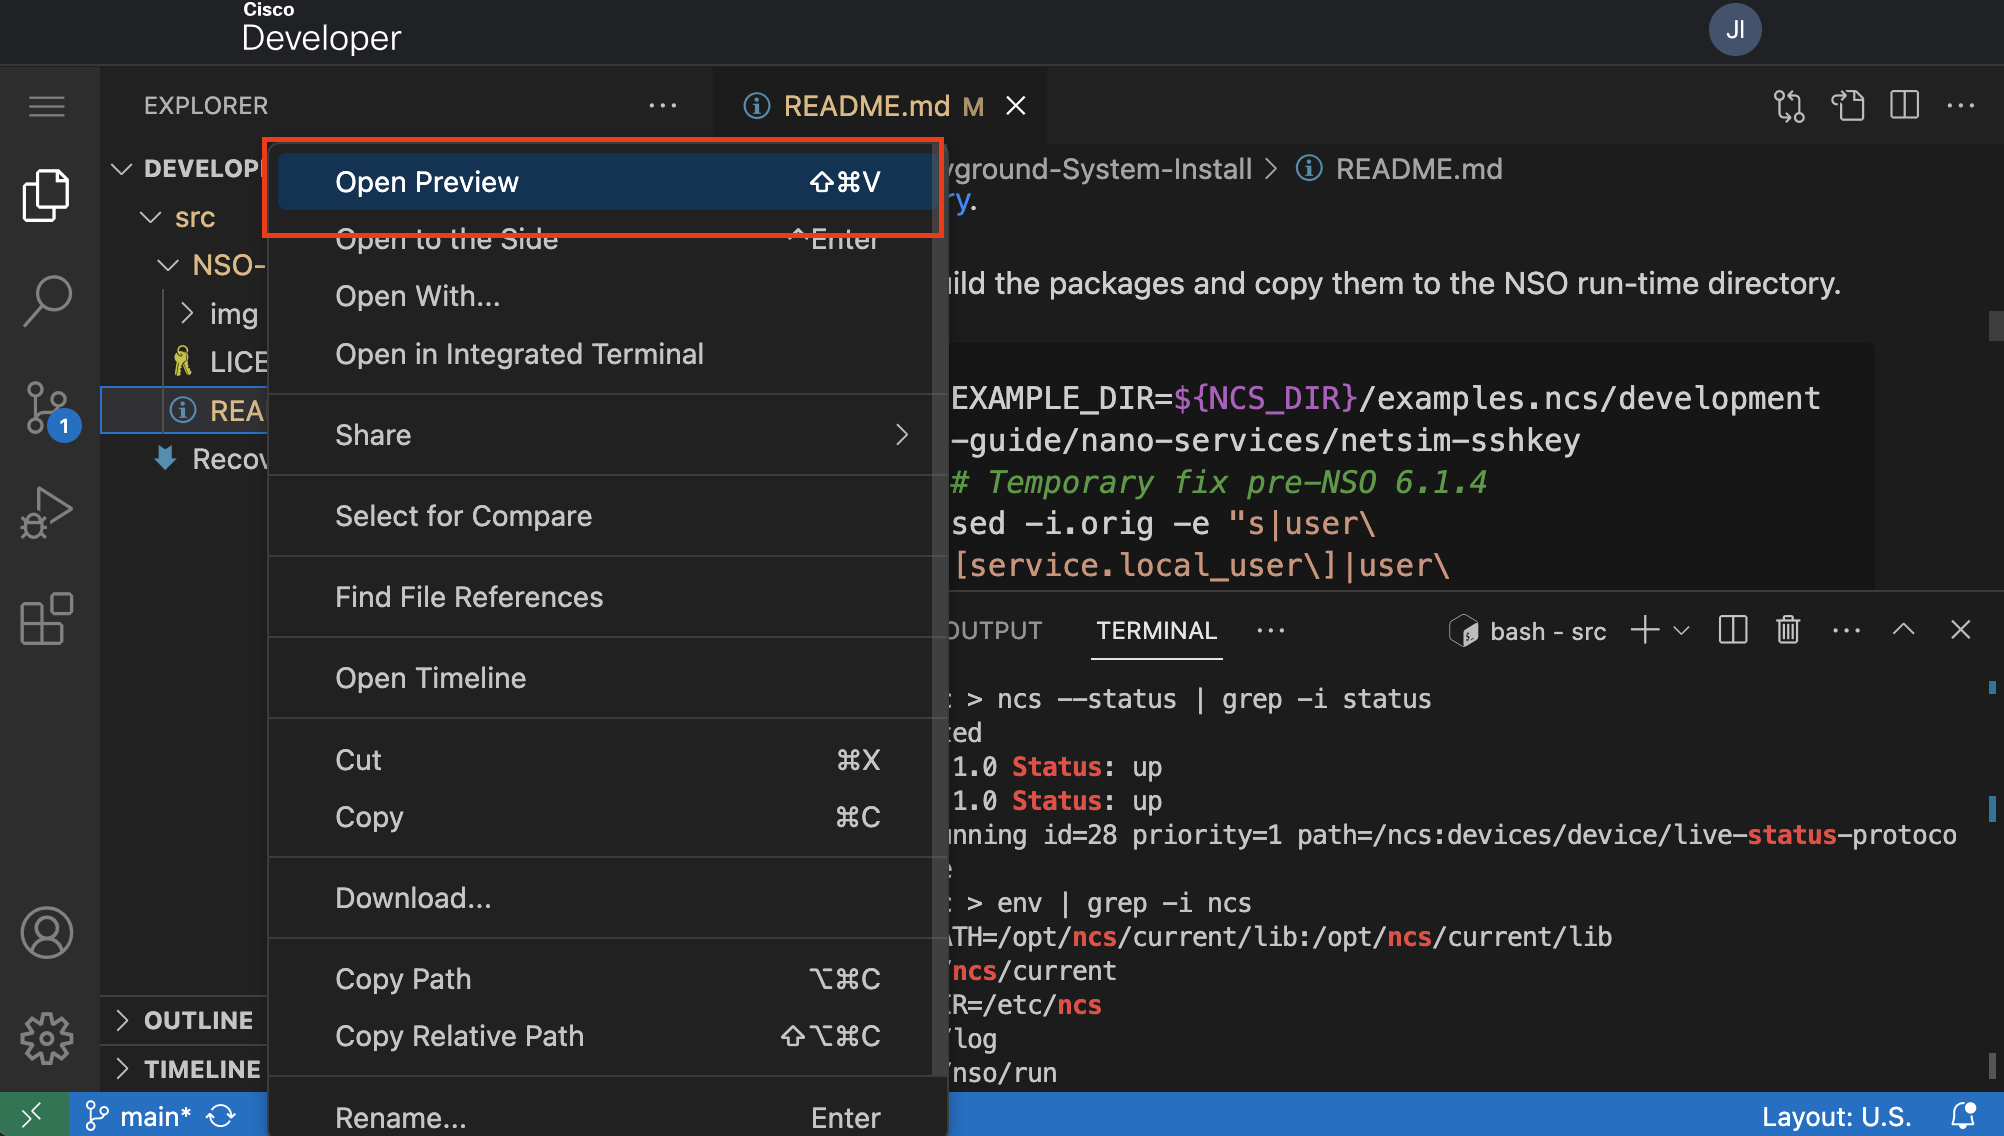 Cisco
Developer
JI
EXPLORER
README.md M
DEVELOP
src
NSO-
img
LICE
REA
Recov
OUTLINE
TIMELINE
Open Preview ⇧⌘V
Open to the Side ^Enter
Open With...
Open in Integrated Terminal
Share
Select for Compare
Find File References
Open Timeline
Cut ⌘X
Copy ⌘C
Download...
Copy Path ⌥⌘C
Copy Relative Path ⇧⌥⌘C
Rename... Enter
yground-System-Install > README.md
ry.
ild the packages and copy them to the NSO run-time directory.
EXAMPLE_DIR=${NCS_DIR}/examples.ncs/development
-guide/nano-services/netsim-sshkey
# Temporary fix pre-NSO 6.1.4
sed -i.orig -e "s|user\
[service.local_user\]|user\
OUTPUT TERMINAL bash - src
> ncs --status | grep -i status
ted
1.0 Status: up
1.0 Status: up
unning id=28 priority=1 path=/ncs:devices/device/live-status-protoco
> env | grep -i ncs
ATH=/opt/ncs/current/lib:/opt/ncs/current/lib
/ncs/current
IR=/etc/ncs
/log
/nso/run
1
main*
Layout: U.S.